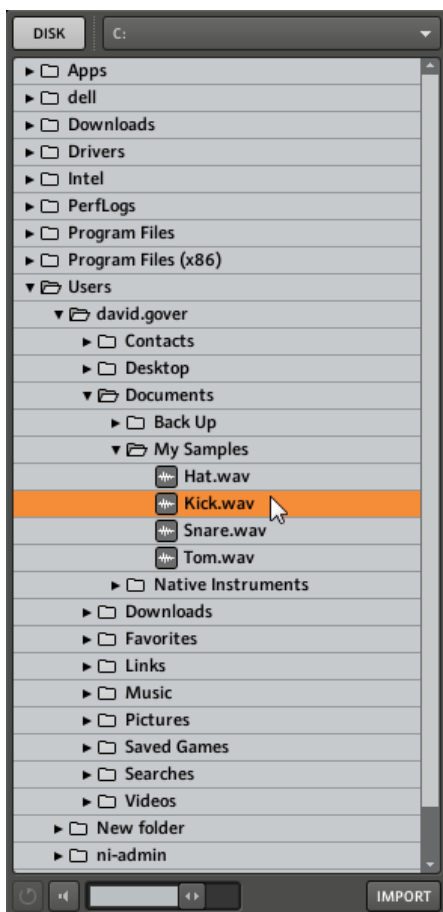 DISK C:
Apps
dell
Downloads
Drivers
Intel
PerfLogs
Program Files
Program Files (x86)
Users
david.gover
Contacts
Desktop
Documents
Back Up
My Samples
Hat.wav
Kick.wav
Snare.wav
Tom.wav
Native Instruments
Downloads
Favorites
Links
Music
Pictures
Saved Games
Searches
Videos
New folder
ni-admin
IMPORT